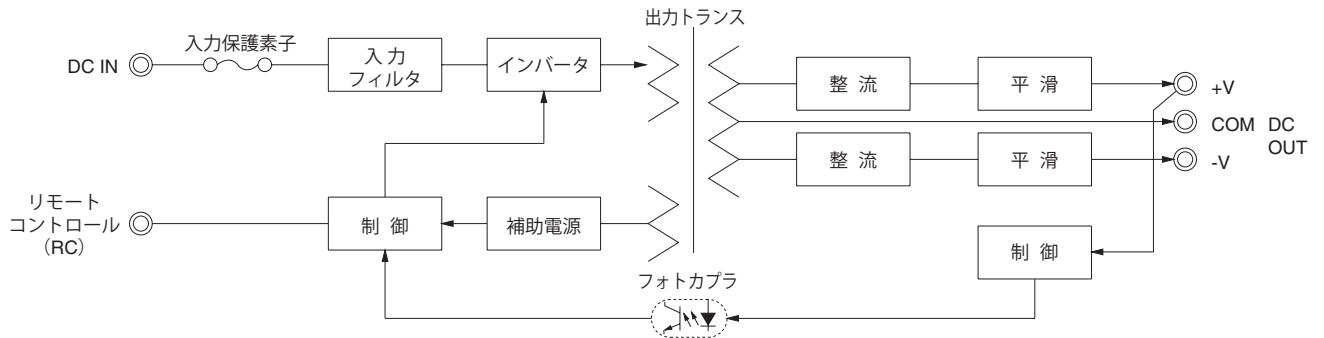 出力トランス
DC IN
入力保護素子
入力
フィルタ
インバータ
整流
平滑
+V
COM DC
OUT
整流
平滑
-V
リモート
コントロール
（RC）
制御
補助電源
制御
フォトカプラ